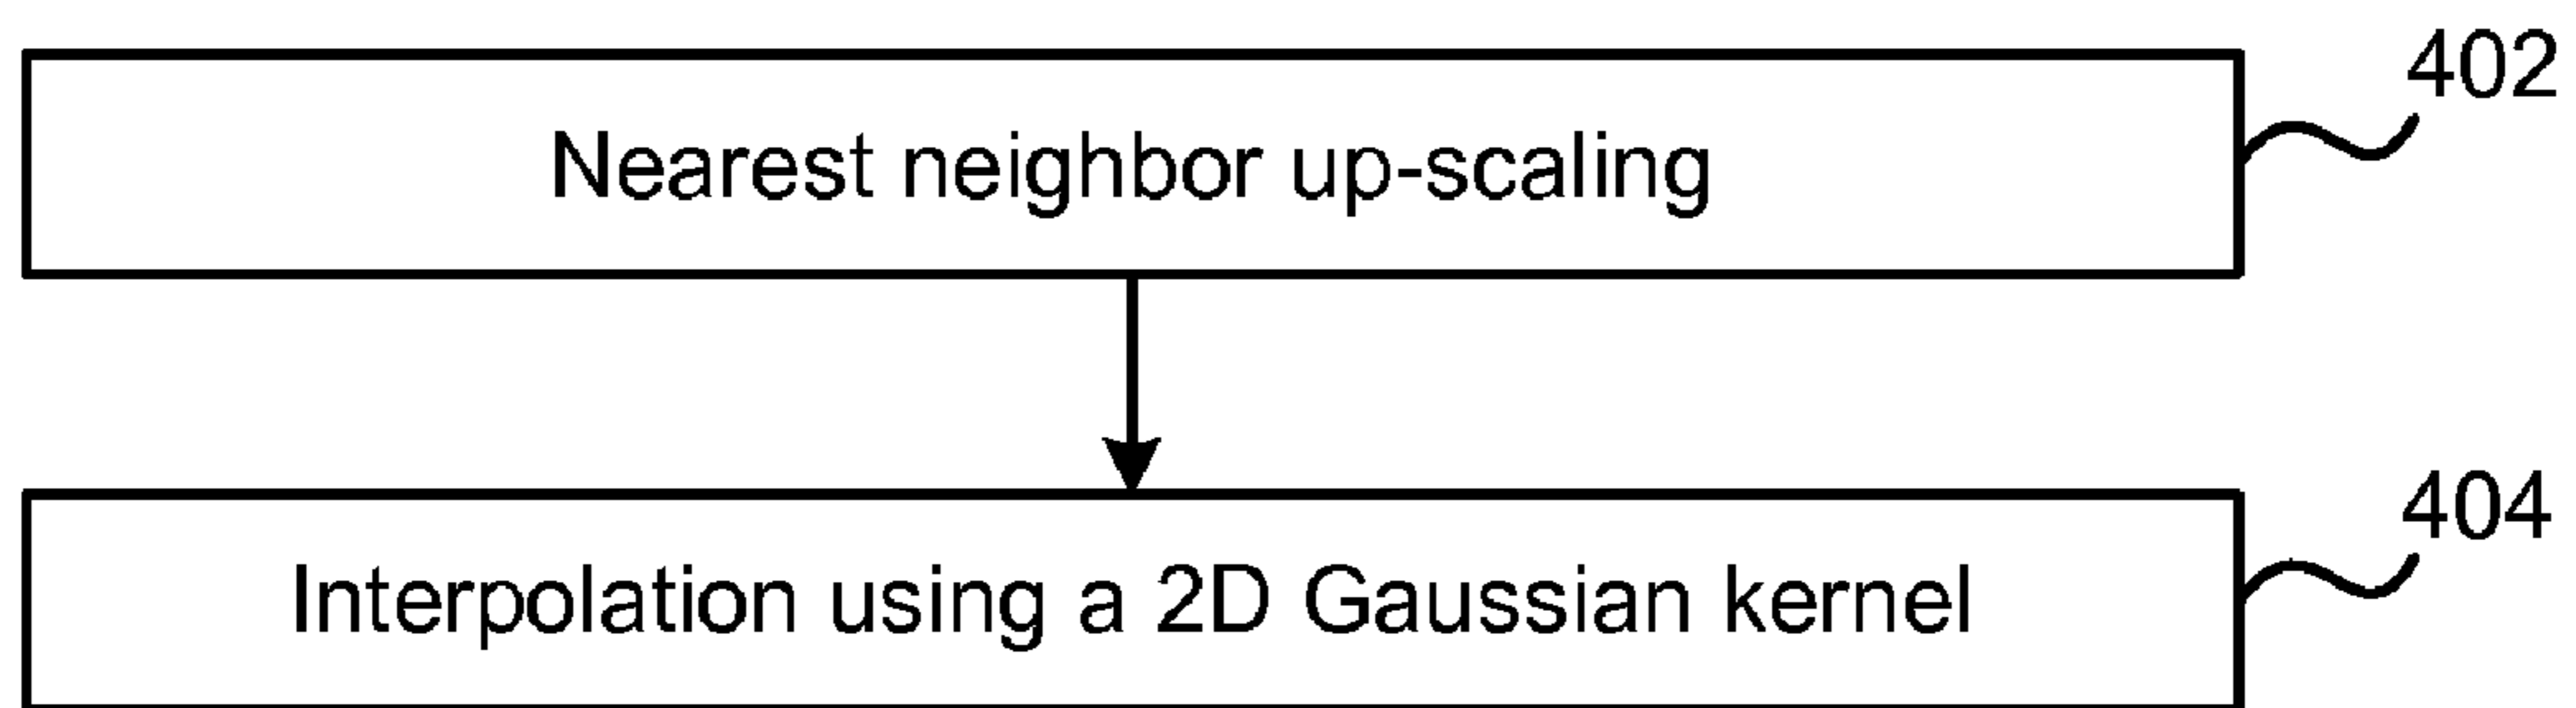 402
Nearest neighbor up-scaling
404
Interpolation using a 2D Gaussian kernel